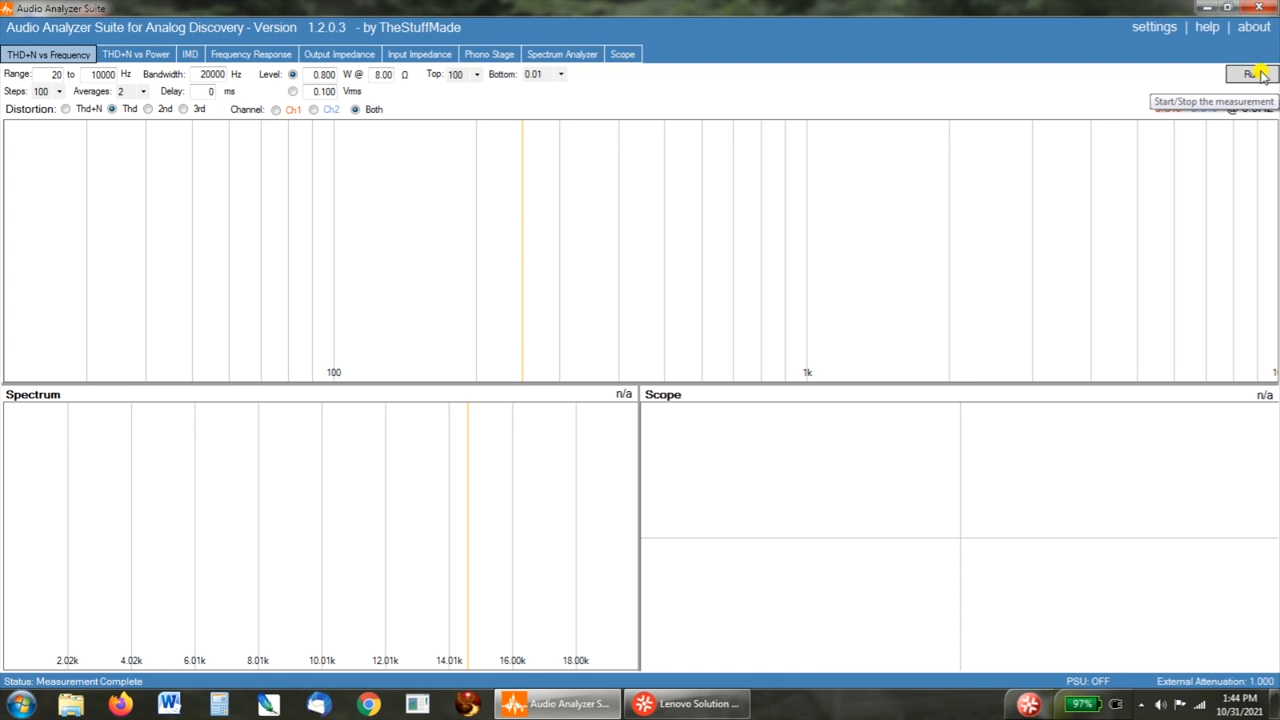 Audio Analyzer Suite
Audio Analyzer Suite for Analog Discovery - Version 1.2.0.3 - by TheStuffMade
settings | help | about
THD+N vs Frequency THD+N vs Power IMD Frequency Response Output Impedance Input Impedance Phono Stage Spectrum Analyzer Scope
Range: 20 to 10000 Hz Bandwidth: 20000 Hz Level: 0.800 W @ 8.00 Ω Top: 100 Bottom: 0.01
Steps: 100 Averages: 2 Delay: 0 ms 0.100 Vrms
Start/Stop the measurement
Distortion: Thd+N Thd 2nd 3rd Channel: Ch1 Ch2 Both
100 1k
Spectrum n/a
Scope n/a
2.02k 4.02k 6.01k 8.01k 10.01k 12.01k 14.01k 16.00k 18.00k
Status: Measurement Complete PSU: OFF External Attenuation: 1.000
Audio Analyzer S... Lenovo Solution ... 97% 1:44 PM
10/31/2021